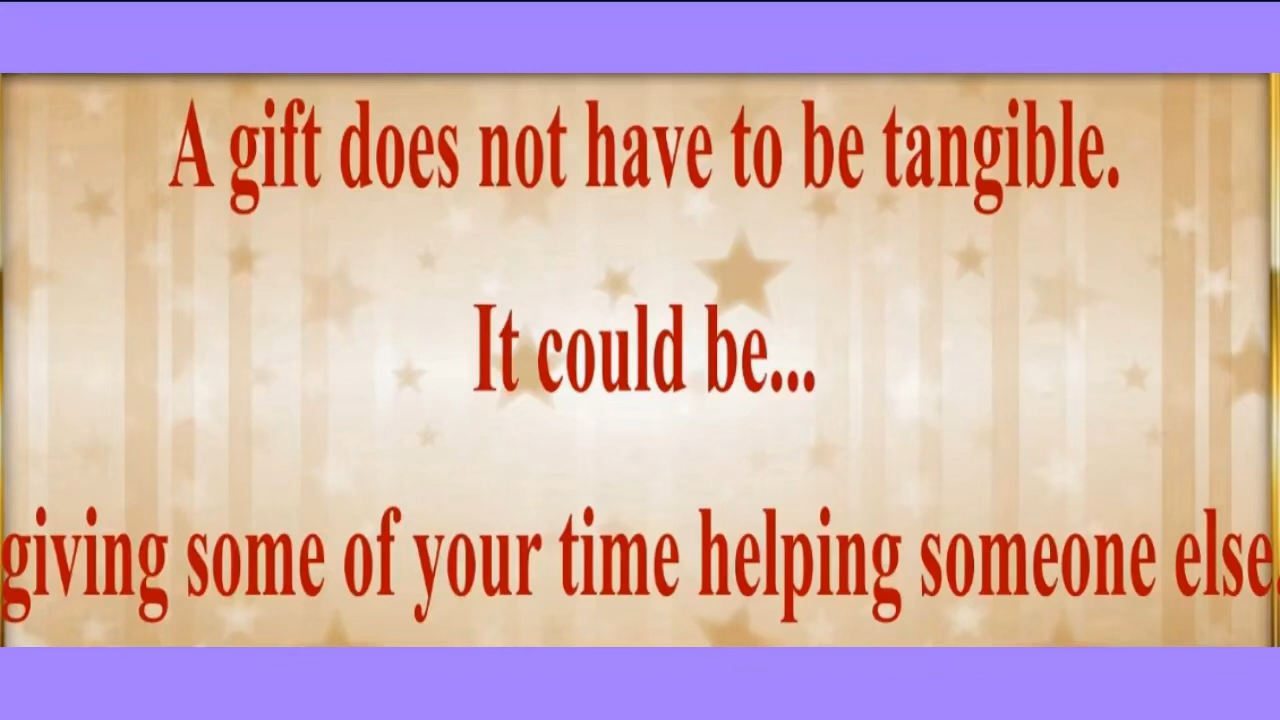 A gift does not have to be tangible.
It could be...
giving some of your time helping someone else.